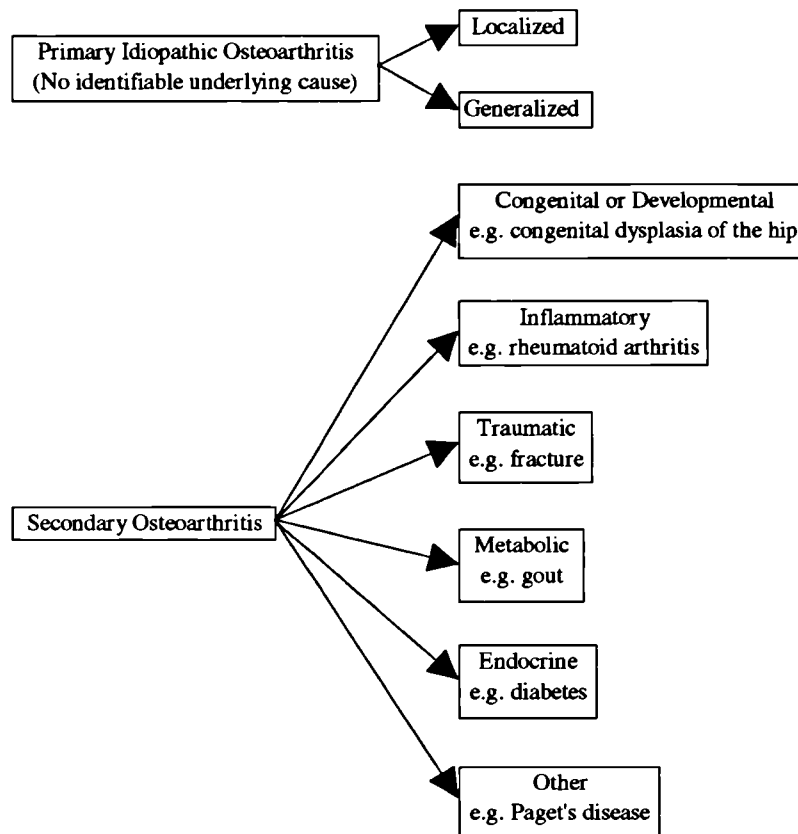 Primary Idiopathic Osteoarthritis
(No identifiable underlying cause)
Localized
Generalized
Congenital or Developmental
e.g. congenital dysplasia of the hip
Inflammatory
e.g. rheumatoid arthritis
Traumatic
e.g. fracture
Secondary Osteoarthritis
Metabolic
e.g. gout
Endocrine
e.g. diabetes
Other
e.g. Paget's disease